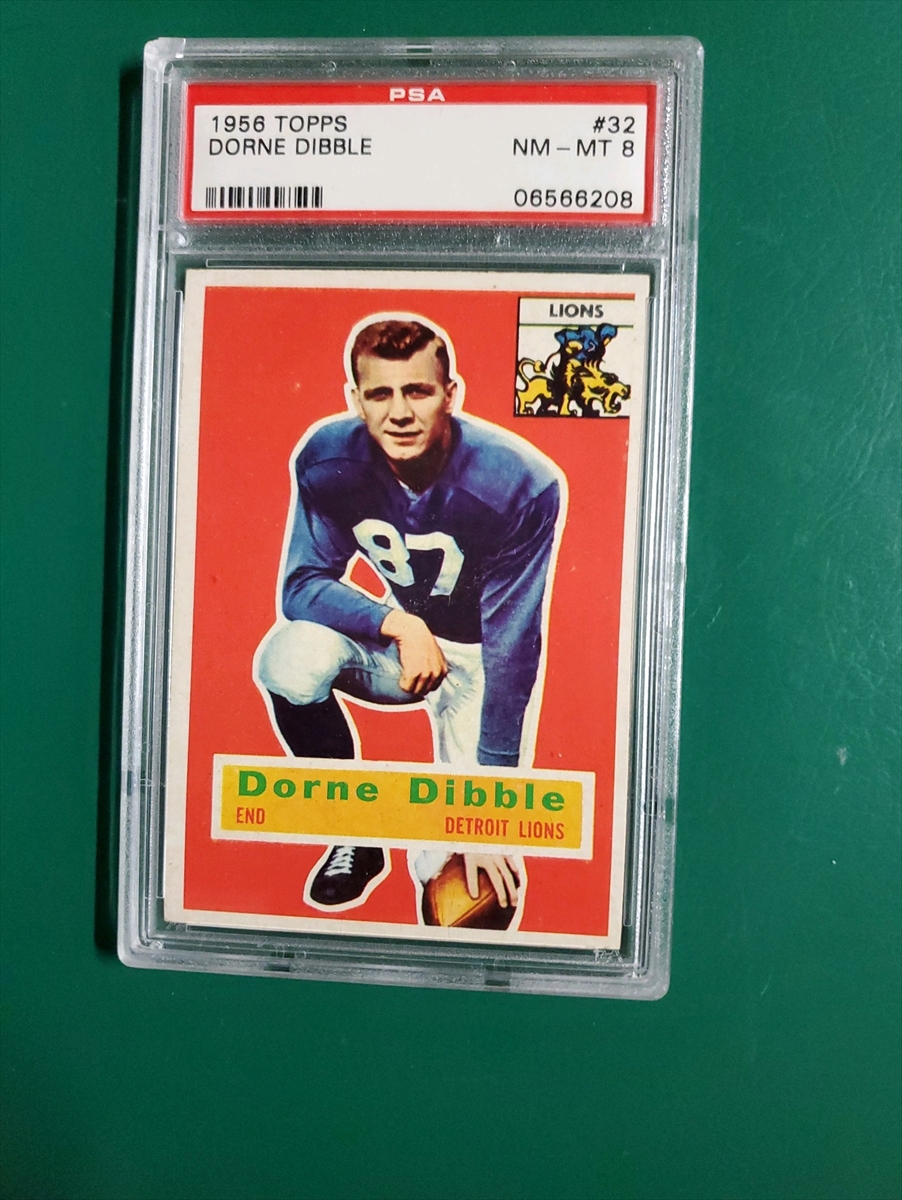 PSA
1956 TOPPS #32
DORNE DIBBLE NM-MT 8
06566208
LIONS
87
Dorne Dibble
END DETROIT LIONS